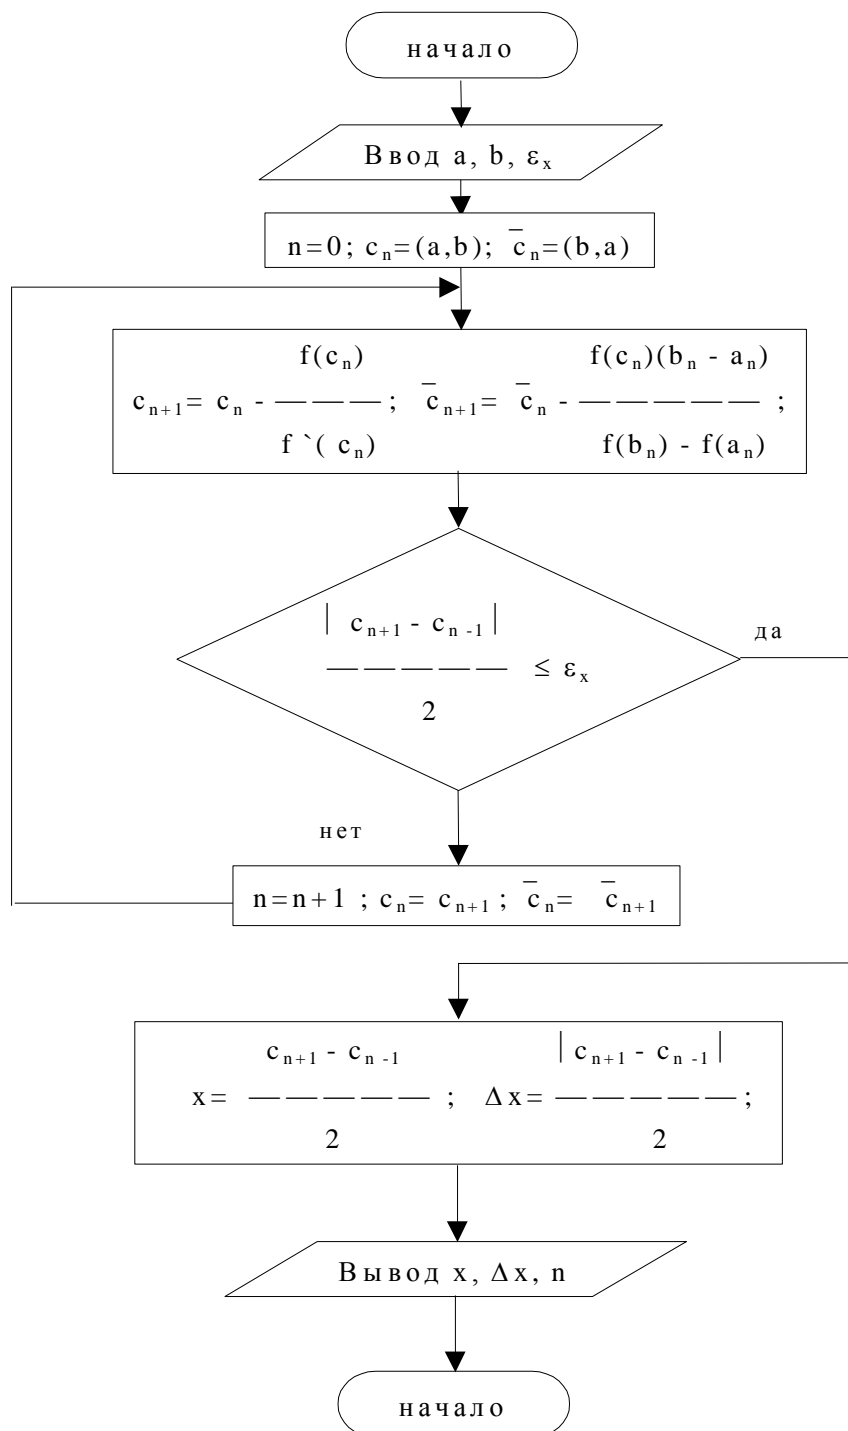 начало
Ввод a, b, εx
n=0; cn=(a,b); c̅n=(b,a)
f(cn) f(cn)(bn - an)
cn+1= cn - — — — ; c̅n+1= c̅n - — — — — — ;
f `( cn) f(bn) - f(an)
| cn+1 - cn -1 |
— — — — — ≤ εx
2
да
нет
n=n+1 ; cn= cn+1 ; c̅n= c̅n+1
cn+1 - cn -1 | cn+1 - cn -1 |
x= — — — — — ; Δx= — — — — — ;
2 2
Вывод x, Δx, n
начало